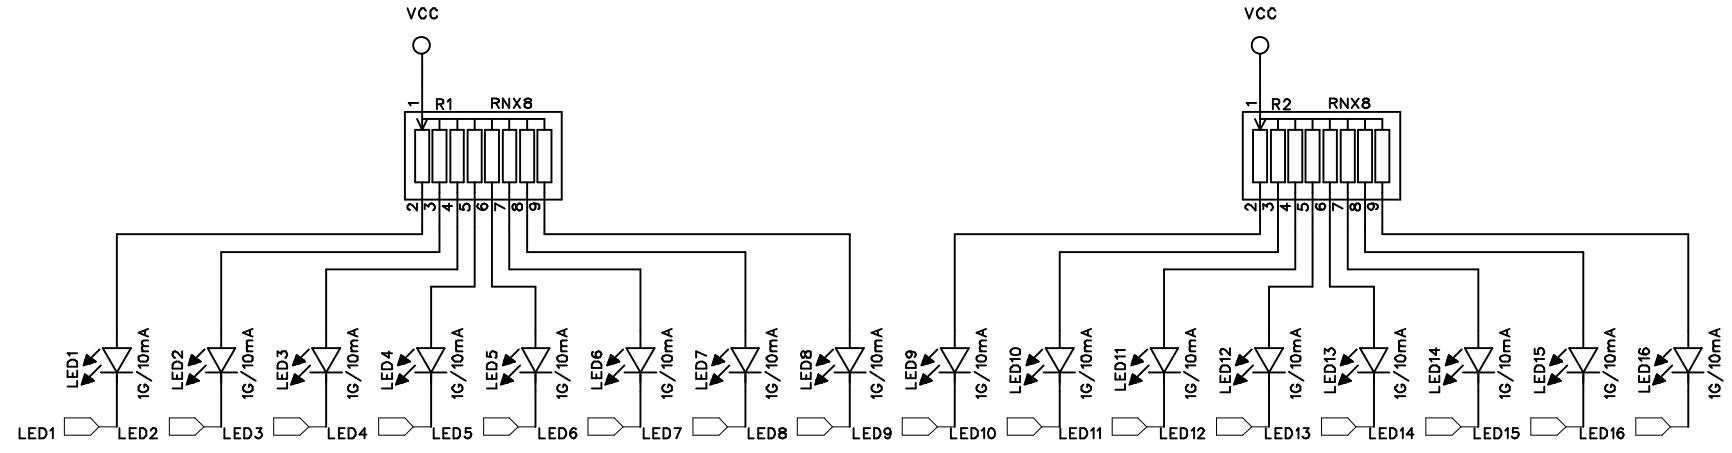 VCC VCC
1 R1 RNX8 1 R2 RNX8
2 3 4 5 6 7 8 9 2 3 4 5 6 7 8 9
LED1 1G/10mA LED2 1G/10mA LED3 1G/10mA LED4 1G/10mA LED5 1G/10mA LED6 1G/10mA LED7 1G/10mA LED8 1G/10mA LED9 1G/10mA LED10 1G/10mA LED11 1G/10mA LED12 1G/10mA LED13 1G/10mA LED14 1G/10mA LED15 1G/10mA LED16 1G/10mA
LED1 LED2 LED3 LED4 LED5 LED6 LED7 LED8 LED9 LED10 LED11 LED12 LED13 LED14 LED15 LED16